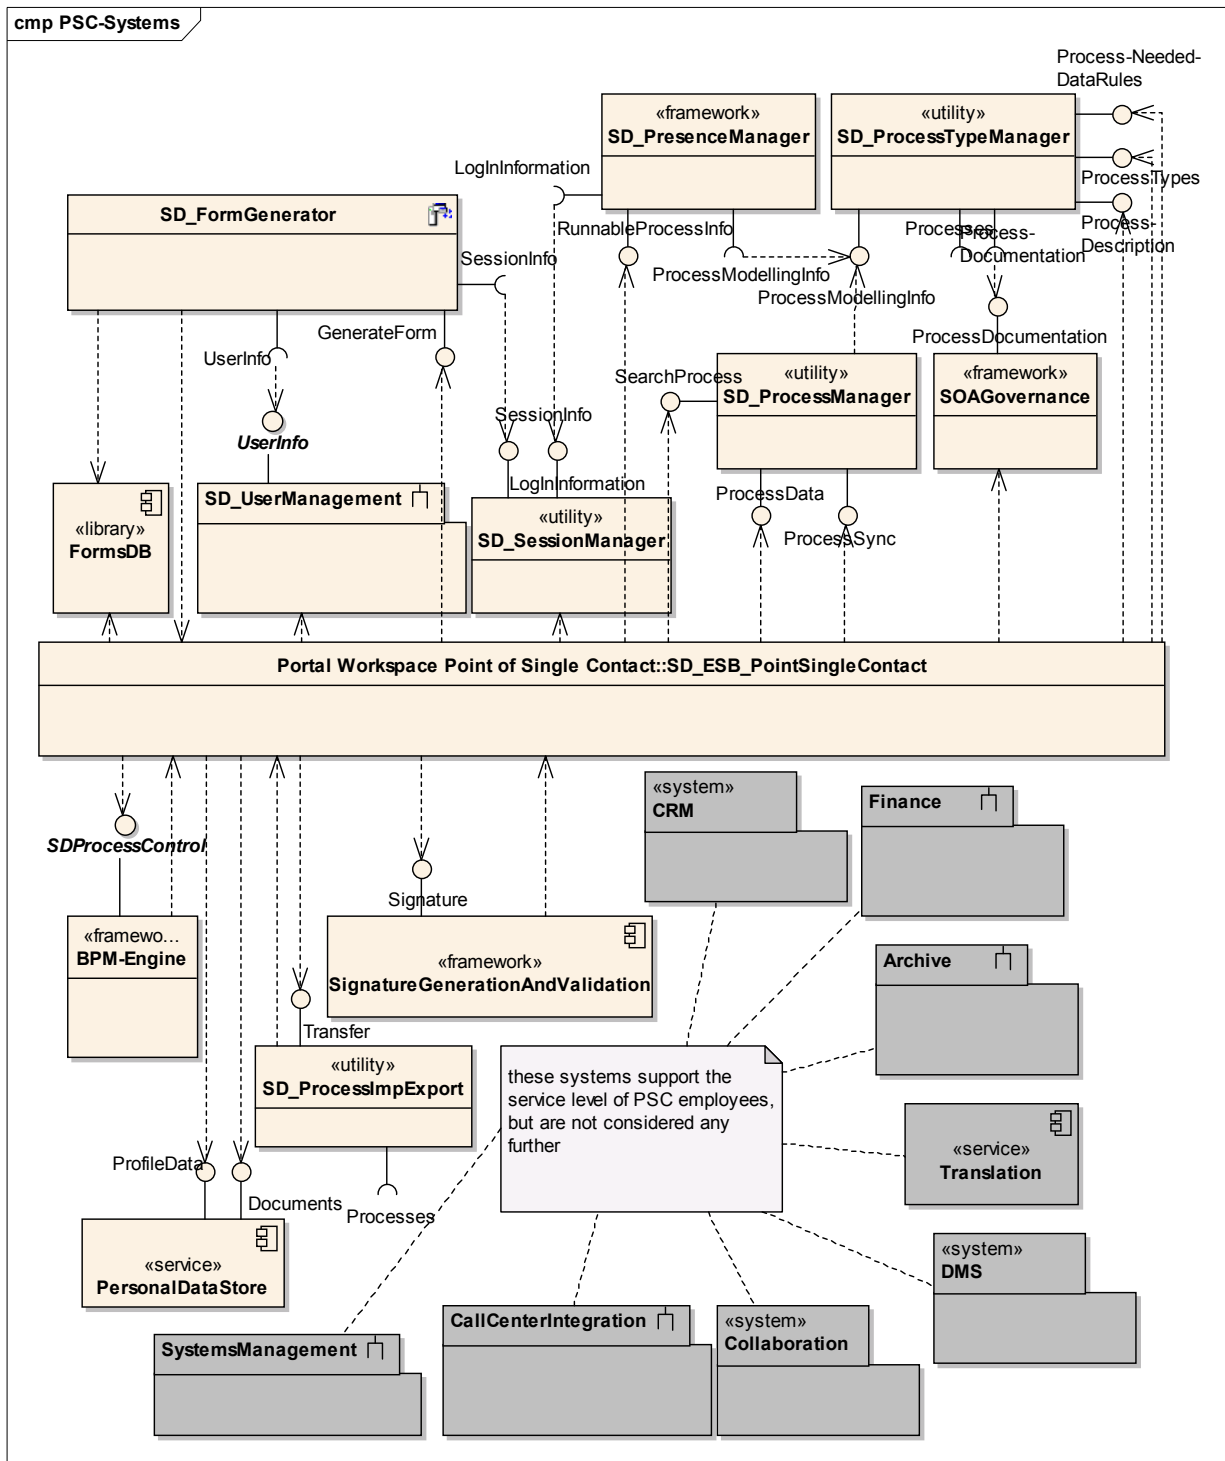 cmp PSC-Systems
Process-Needed-
DataRules
«framework»
SD_PresenceManager
«utility»
SD_ProcessTypeManager
LogInInformation
ProcessTypes
SD_FormGenerator
RunnableProcessInfo
Processes
Process-
Description
Process-
Documentation
SessionInfo
ProcessModellingInfo
ProcessModellingInfo
GenerateForm
UserInfo
ProcessDocumentation
SearchProcess
«utility»
SD_ProcessManager
«framework»
SOAGovernance
SessionInfo
UserInfo
LogInInformation
ProcessData
ProcessSync
«library»
FormsDB
SD_UserManagement
«utility»
SD_SessionManager
Portal Workspace Point of Single Contact::SD_ESB_PointSingleContact
«system»
CRM
Finance
SDProcessControl
Signature
«framewo...
BPM-Engine
«framework»
SignatureGenerationAndValidation
Archive
Transfer
«utility»
SD_ProcessImpExport
these systems support the
service level of PSC employees,
but are not considered any
further
«service»
Translation
ProfileData
Documents
Processes
«service»
PersonalDataStore
«system»
DMS
SystemsManagement
CallCenterIntegration
«system»
Collaboration